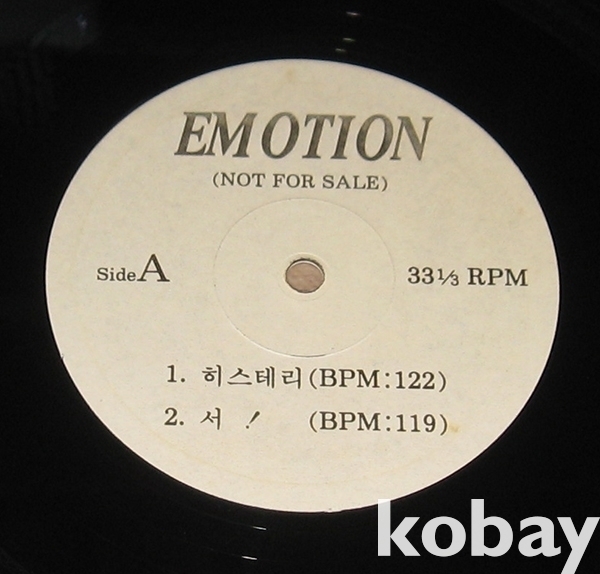 EMOTION
(NOT FOR SALE)
Side A
33⅓ RPM
1. 히스테리 (BPM:122)
2. 서 ! (BPM:119)
kobay